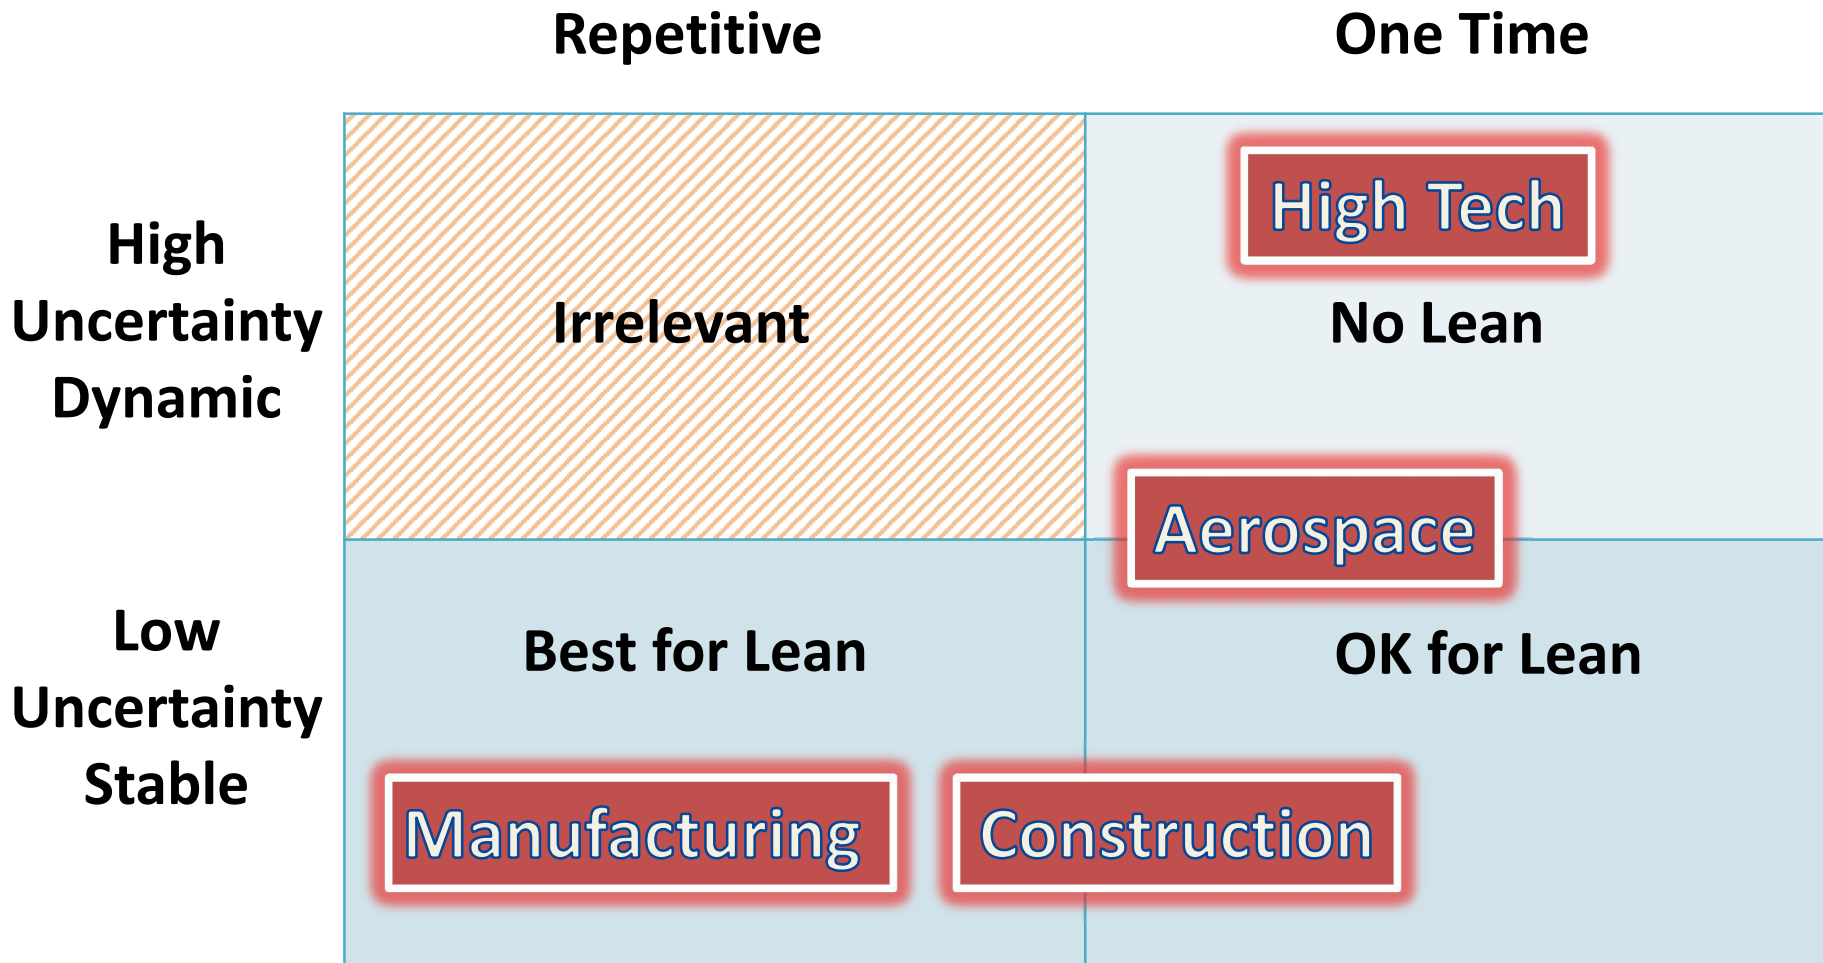 Repetitive
One Time
High
Uncertainty
Dynamic
Irrelevant
High Tech
No Lean
Aerospace
Low
Uncertainty
Stable
Best for Lean
OK for Lean
Manufacturing
Construction